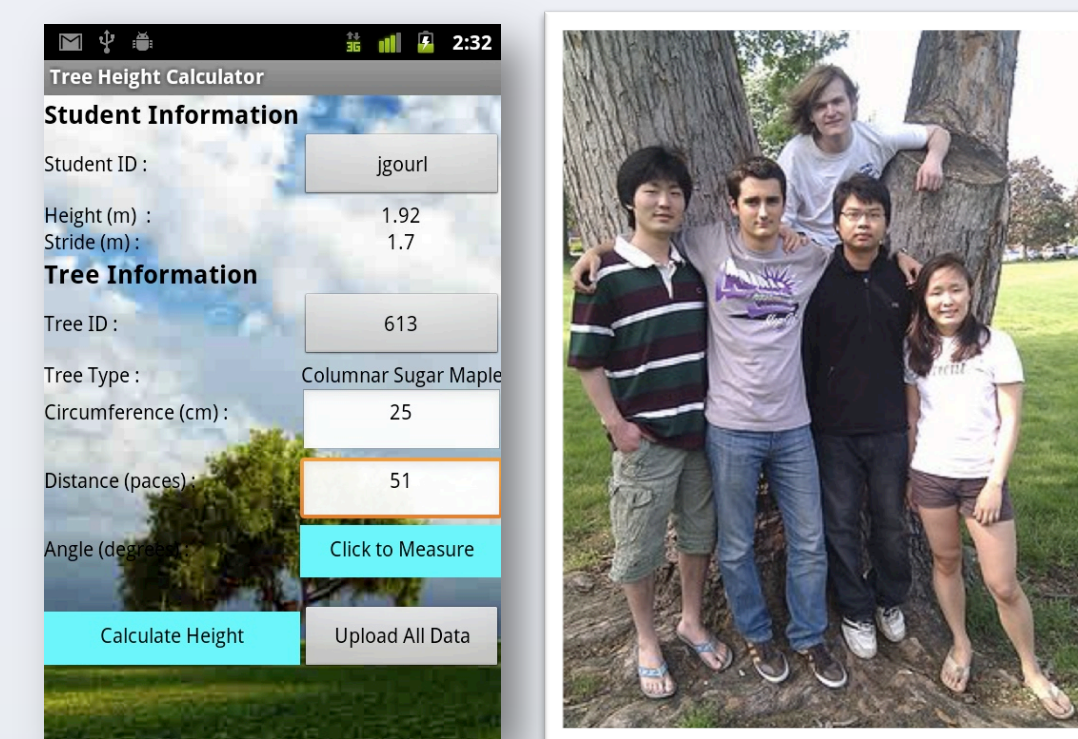 2:32
Tree Height Calculator
Student Information
Student ID : jgourl
Height (m) : 1.92
Stride (m) : 1.7
Tree Information
Tree ID : 613
Tree Type : Columnar Sugar Maple
Circumference (cm) : 25
Distance (paces) : 51
Angle (degrees) : Click to Measure
Calculate Height Upload All Data